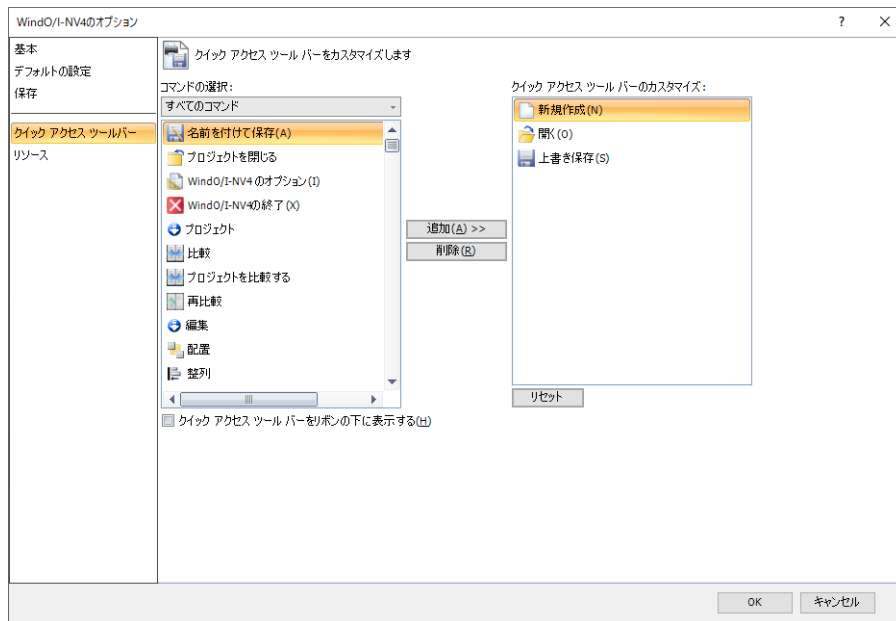 WindO/I-NV4のオプション
?
基本
デフォルトの設定
保存
クイック アクセス ツールバー
リソース
クイック アクセス ツール バーをカスタマイズします
コマンドの選択:
すべてのコマンド
名前を付けて保存(A)
プロジェクトを閉じる
WindO/I-NV4 のオプション(I)
WindO/I-NV4の終了(X)
プロジェクト
比較
プロジェクトを比較する
再比較
編集
配置
整列
クイック アクセス ツール バーをリボンの下に表示する(H)
追加(A) >>
削除(R)
クイック アクセス ツール バーのカスタマイズ:
新規作成(N)
開く(O)
上書き保存(S)
リセット
OK
キャンセル